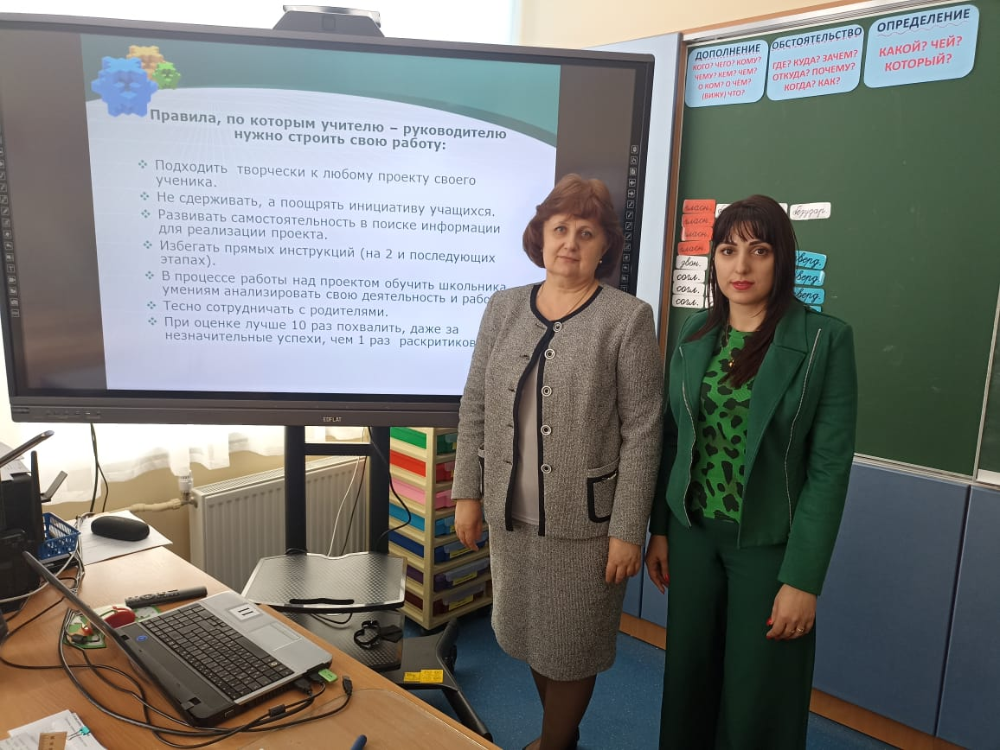 Правила, по которым учителю – руководителю
нужно строить свою работу:
❖ Подходить творчески к любому проекту своего
ученика.
❖ Не сдерживать, а поощрять инициативу учащихся.
❖ Развивать самостоятельность в поиске информации
для реализации проекта.
❖ Избегать прямых инструкций (на 2 и последующих
этапах).
❖ В процессе работы над проектом обучить школьника
умениям анализировать свою деятельность и рабо
❖ Тесно сотрудничать с родителями.
❖ При оценке лучше 10 раз похвалить, даже за
незначительные успехи, чем 1 раз раскритиков
EDFLAT
ДОПОЛНЕНИЕ
КОГО? ЧЕГО? КОМУ?
ЧЕМУ? КЕМ? ЧЕМ?
О КОМ? О ЧЁМ?
(ВИЖУ) ЧТО?
ОБСТОЯТЕЛЬСТВО
ГДЕ? КУДА? ЗАЧЕМ?
ОТКУДА? ПОЧЕМУ?
КОГДА? КАК?
ОПРЕДЕЛЕНИЕ
КАКОЙ? ЧЕЙ?
КОТОРЫЙ?
гласн.
гласн.
гласн.
гласн.
звон.
согл.
согл.
согл.
безудар.
тверд.
тверд.
тверд.
11